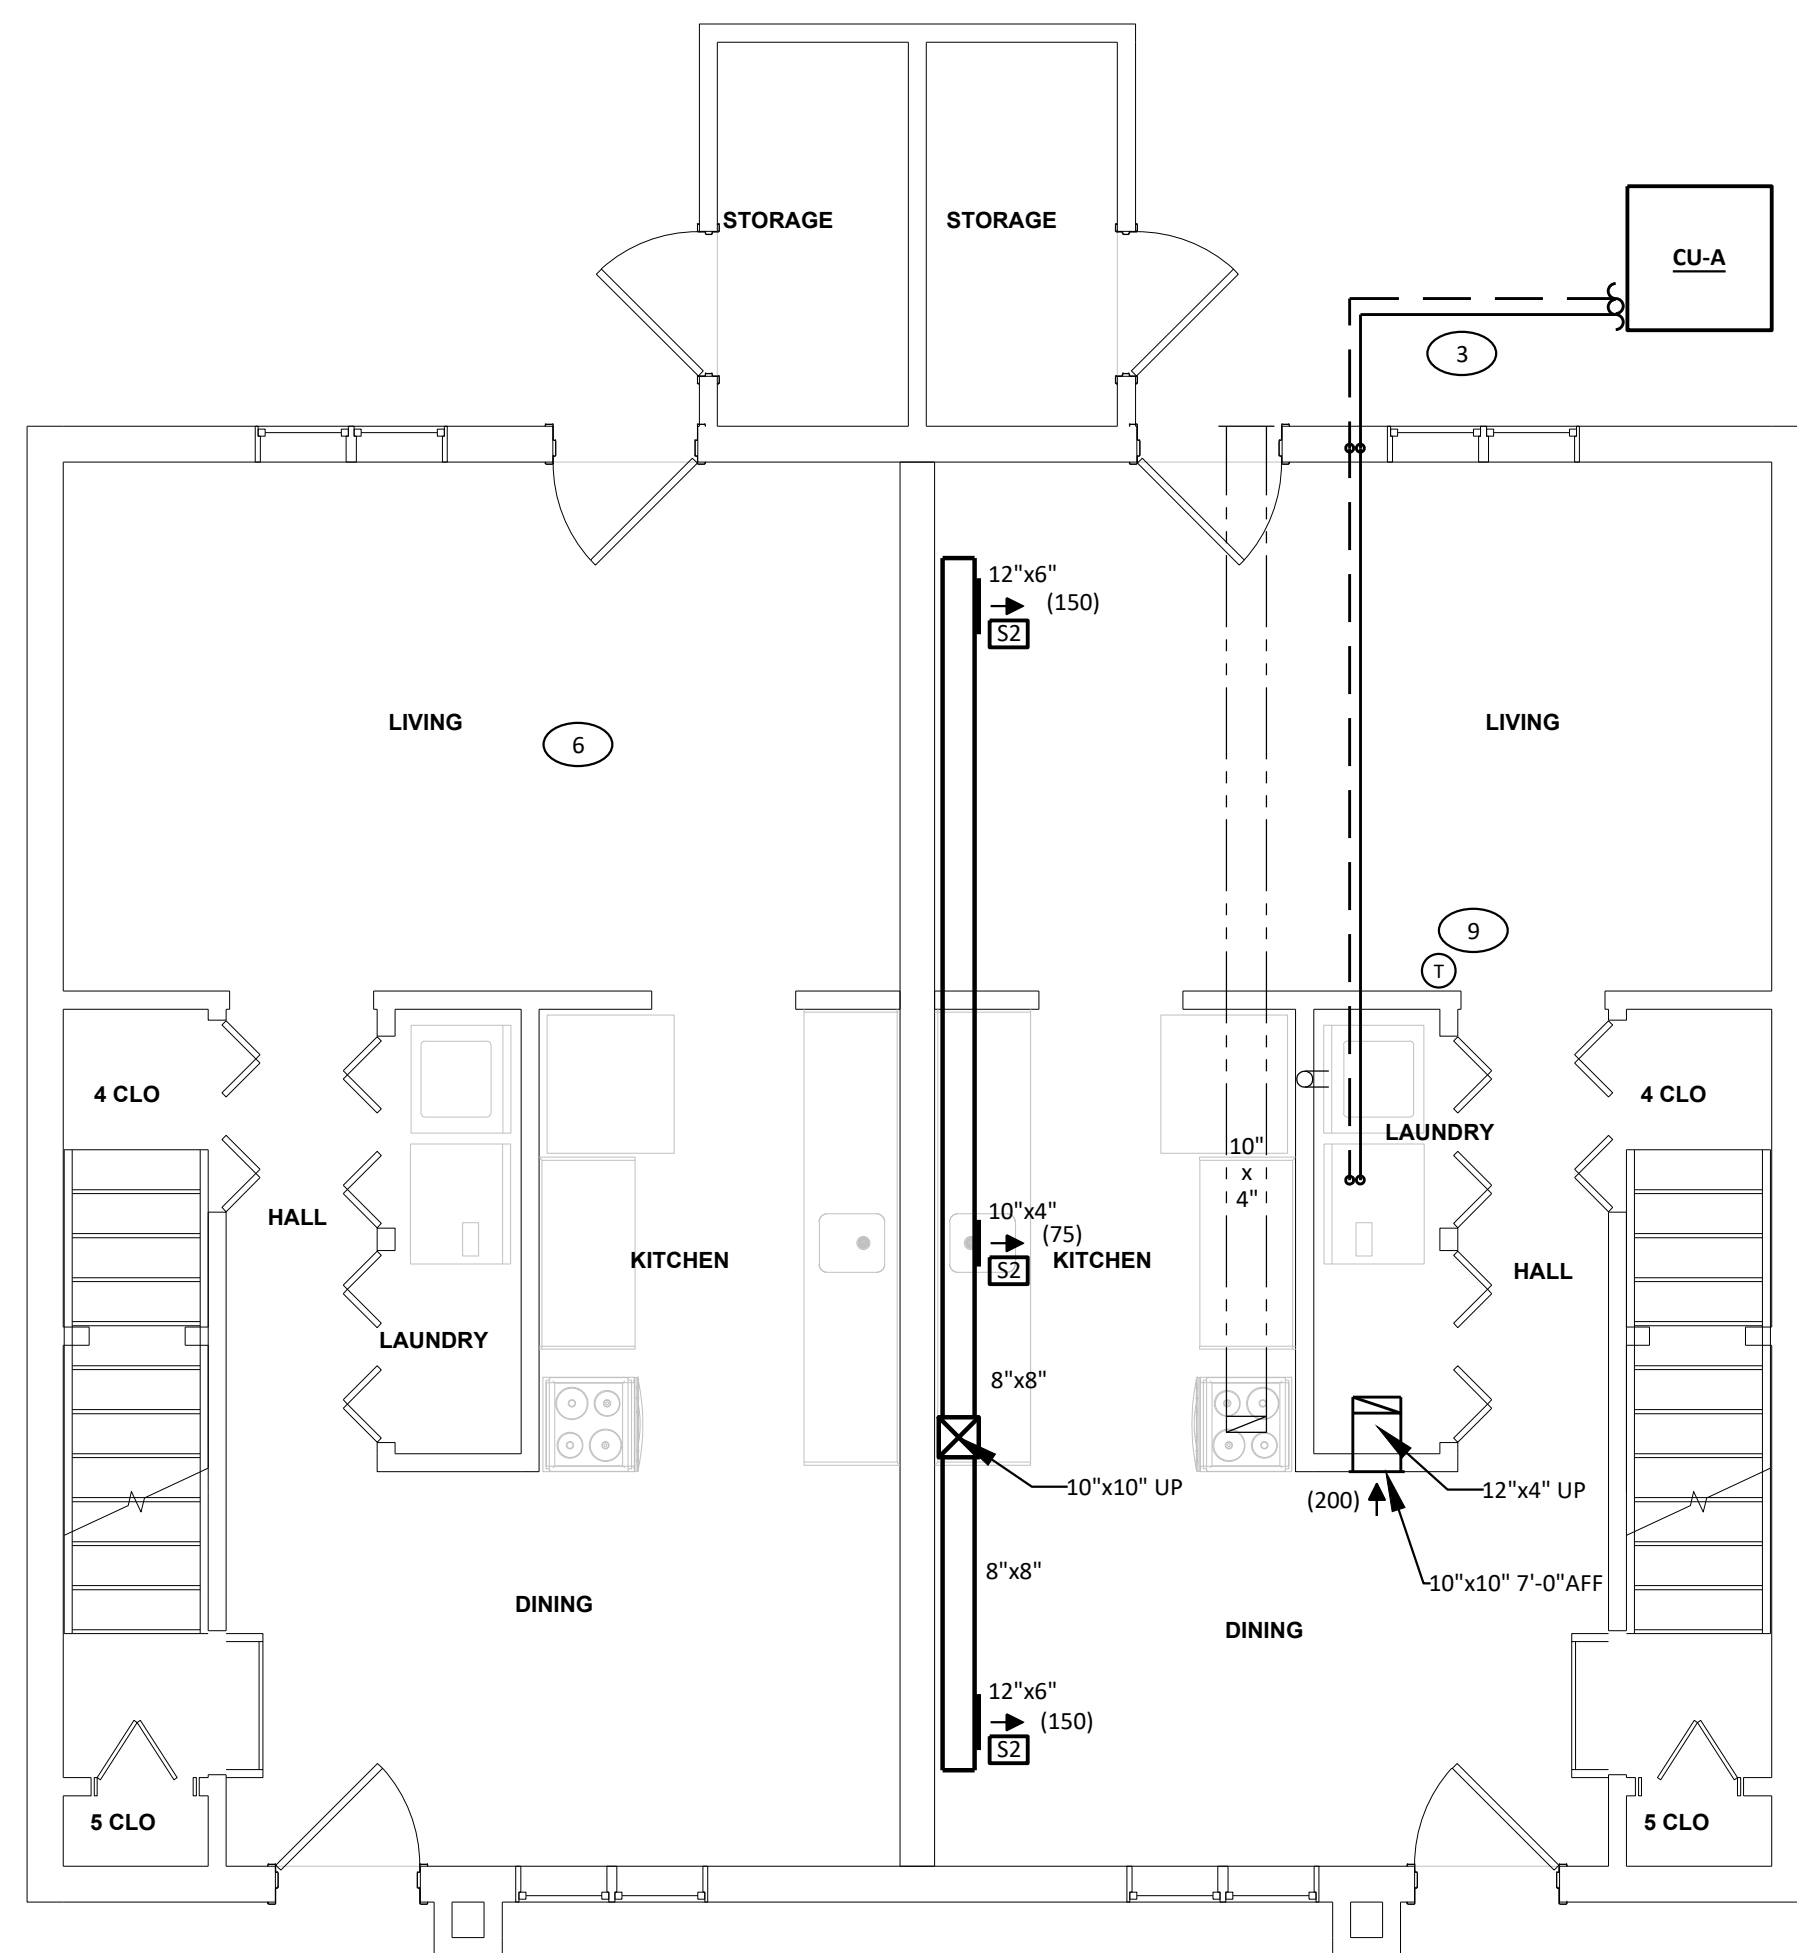 STORAGE
STORAGE
CU-A
3
12"x6"
(150)
S2
LIVING
6
LIVING
9
T
4 CLO
4 CLO
LAUNDRY
10"
x
4"
HALL
10"x4"
(75)
S2
KITCHEN
KITCHEN
HALL
LAUNDRY
8"x8"
10"x10" UP
(200)
12"x4" UP
8"x8"
10"x10" 7'-0"AFF
DINING
DINING
12"x6"
(150)
S2
5 CLO
5 CLO